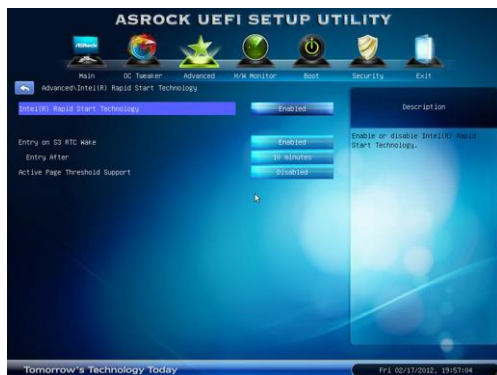 ASROCK UEFI SETUP UTILITY
ASRock
Main OC Tweaker Advanced H/W Monitor Boot Security Exit
Advanced\Intel(R) Rapid Start Technology
Intel(R) Rapid Start Technology Enabled
Entry on S3 RTC Wake Enabled
Entry After 10 minutes
Active Page Threshold Support Disabled
Description
Enable or disable Intel(R) Rapid
Start Technology.
Tomorrow's Technology Today
Fri 02/17/2012, 19:57:04